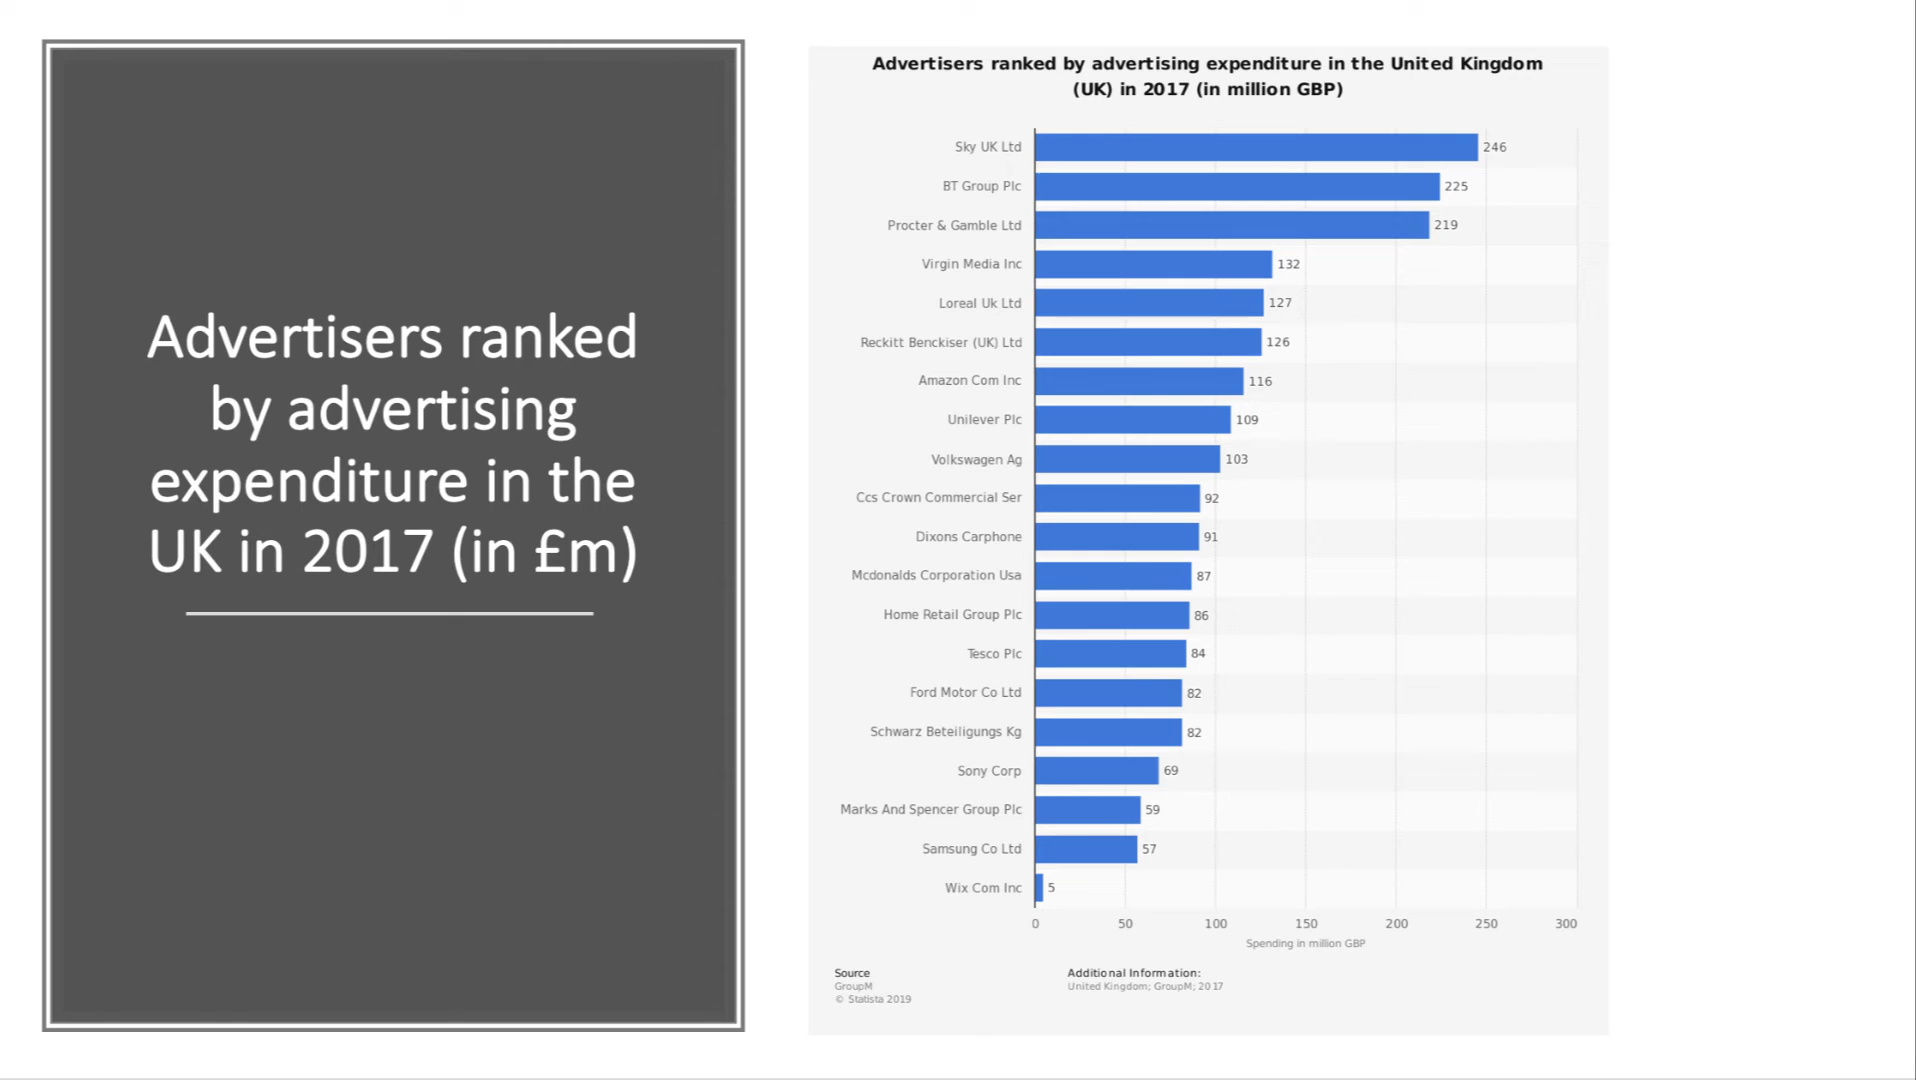 Advertisers ranked
by advertising
expenditure in the
UK in 2017 (in £m)
Advertisers ranked by advertising expenditure in the United Kingdom
(UK) in 2017 (in million GBP)
Sky UK Ltd 246
BT Group Plc 225
Procter & Gamble Ltd 219
Virgin Media Inc 132
Loreal Uk Ltd 127
Reckitt Benckiser (UK) Ltd 126
Amazon Com Inc 116
Unilever Plc 109
Volkswagen Ag 103
Ccs Crown Commercial Ser 92
Dixons Carphone 91
Mcdonalds Corporation Usa 87
Home Retail Group Plc 86
Tesco Plc 84
Ford Motor Co Ltd 82
Schwarz Beteiligungs Kg 82
Sony Corp 69
Marks And Spencer Group Plc 59
Samsung Co Ltd 57
Wix Com Inc 5
0 50 100 150 200 250 300
Spending in million GBP
Source
GroupM
© Statista 2019
Additional Information:
United Kingdom; GroupM; 2017